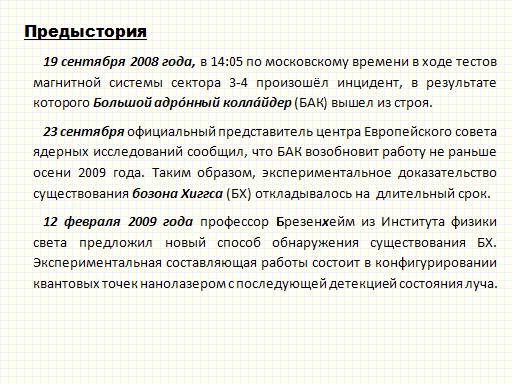 Предыстория
19 сентября 2008 года, в 14:05 по московскому времени в ходе тестов
магнитной системы сектора 3-4 произошёл инцидент, в результате
которого Большой адро́нный колла́йдер (БАК) вышел из строя.
23 сентября официальный представитель центра Европейского совета
ядерных исследований сообщил, что БАК возобновит работу не раньше
осени 2009 года. Таким образом, экспериментальное доказательство
существования бозона Хиггса (БХ) откладывалось на длительный срок.
12 февраля 2009 года профессор Брезенхейм из Института физики
света предложил новый способ обнаружения существования БХ.
Экспериментальная составляющая работы состоит в конфигурировании
квантовых точек нанолазером с последующей детекцией состояния луча.